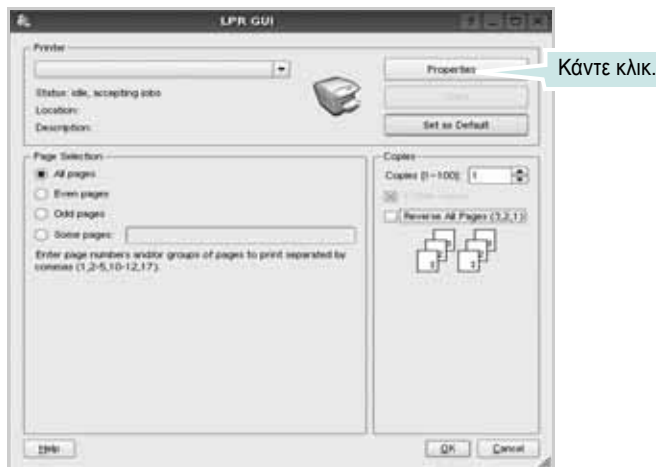 LPR GUI
Printer
Properties
Κάντε κλικ.
Status: idle, accepting jobs
Location:
Description:
Set as Default
Page Selection
All pages
Even pages
Odd pages
Some pages:
Enter page numbers and/or groups of pages to print separated by
commas (1,2-5,10-12,17).
Copies
Copies [1~100]: 1
Reverse All Pages (3,2,1)
Help
OK
Cancel